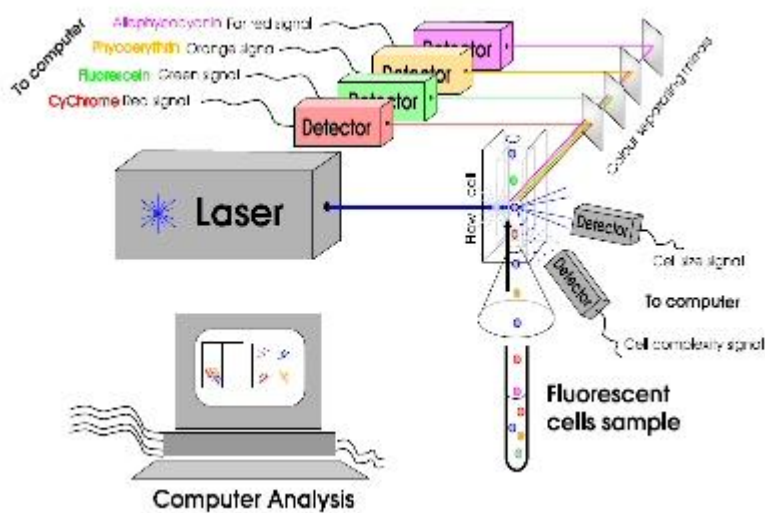 Allophycocyanin Far red signal
Phycoerythrin Orange signal
Fluorescein Green signal
CyChrome Red signal
To computer
Detector
Detector
Detector
Detector
Colour separating mirrors
Laser
Flow cell
Detector
Cell size signal
Detector
To computer
Cell complexity signal
Fluorescent
cells sample
Computer Analysis